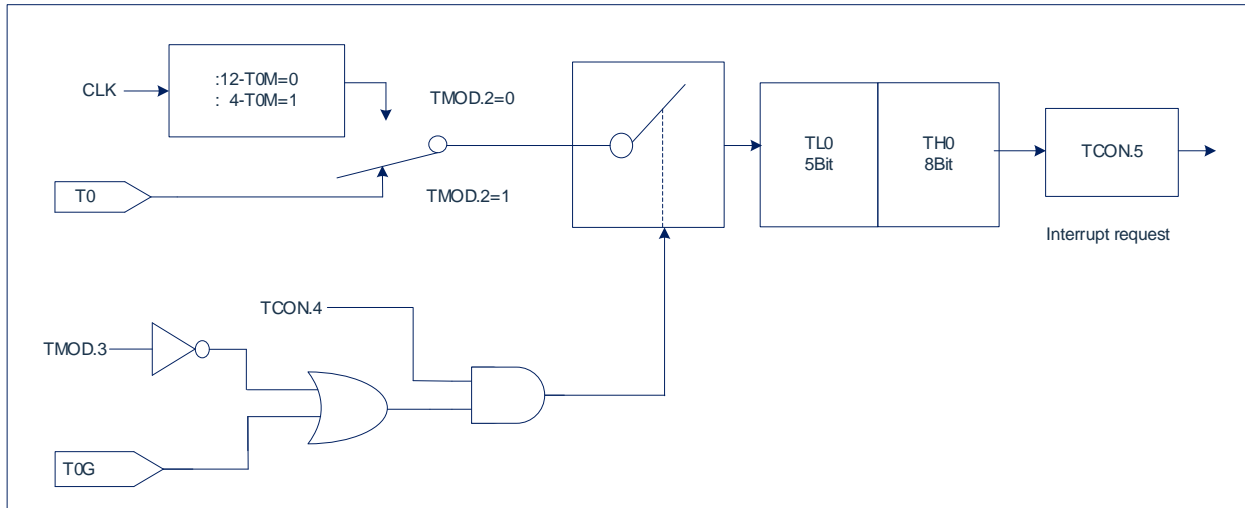 :12-T0M=0
: 4-T0M=1
CLK
TMOD.2=0
T0
TMOD.2=1
TL0
5Bit
TH0
8Bit
TCON.5
Interrupt request
TCON.4
TMOD.3
T0G